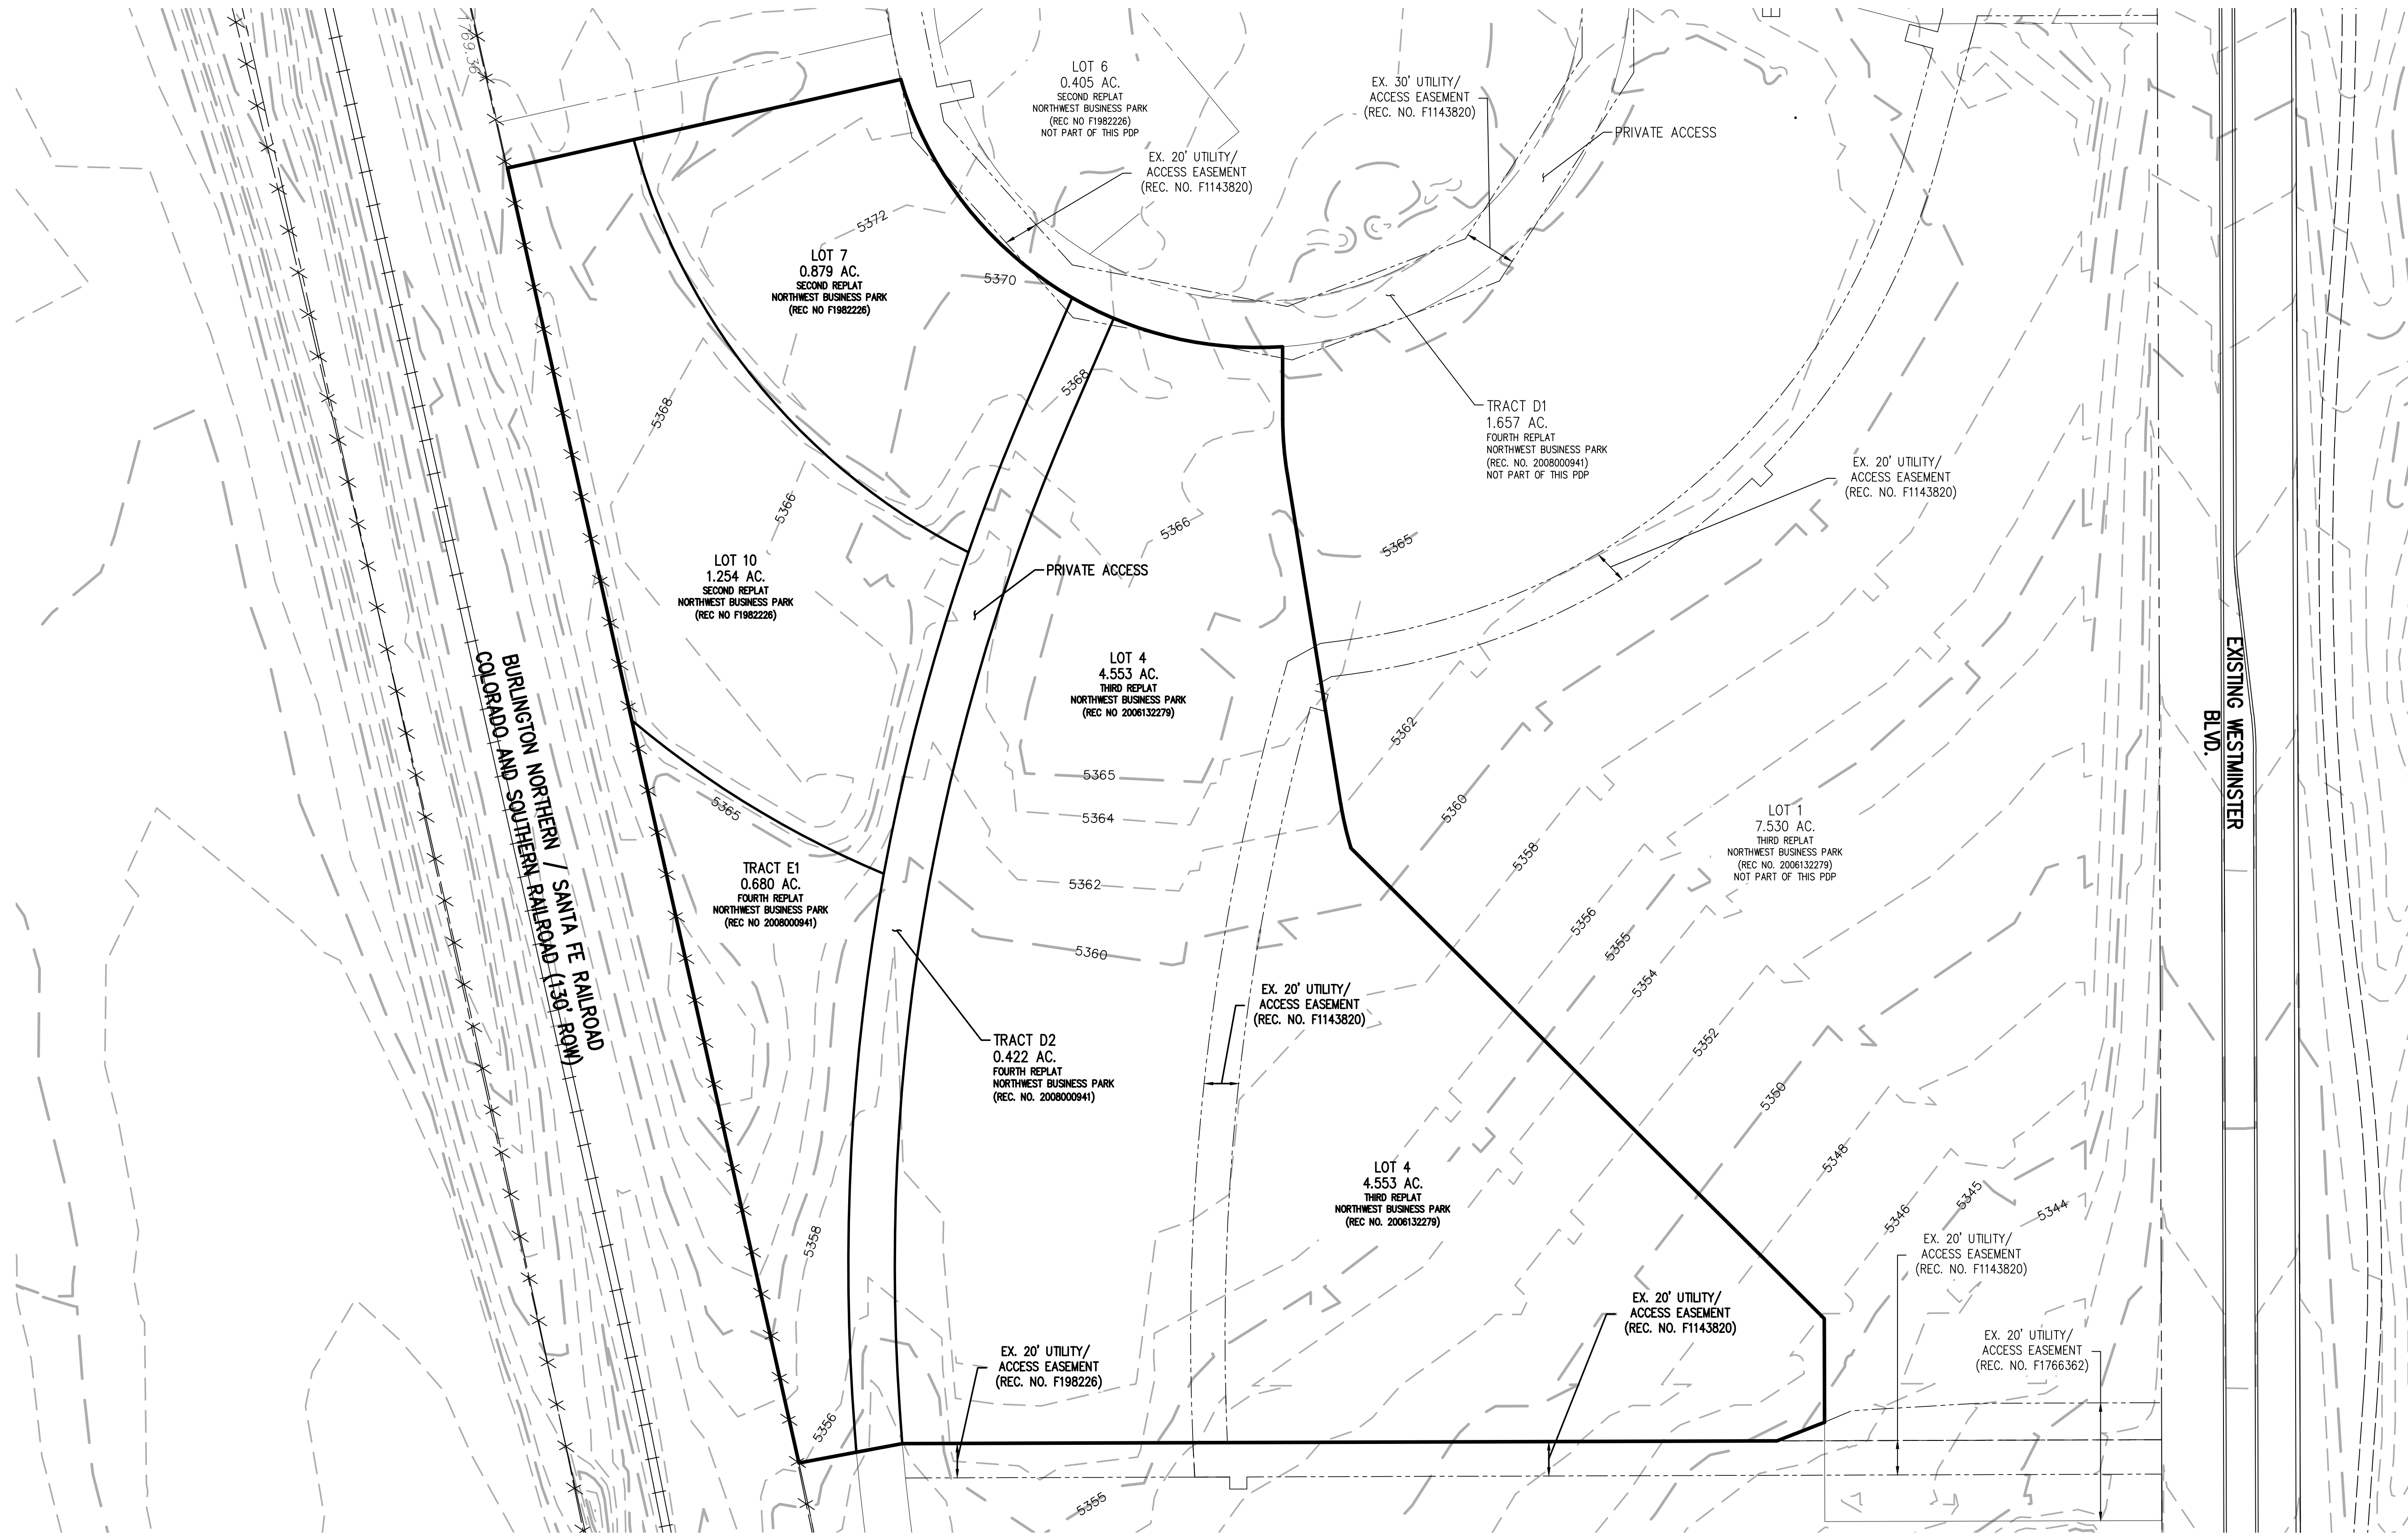 1769.36'
LOT 6
0.405 AC.
SECOND REPLAT
NORTHWEST BUSINESS PARK
(REC NO F1982226)
NOT PART OF THIS PDP
EX. 30' UTILITY/
ACCESS EASEMENT
(REC. NO. F1143820)
PRIVATE ACCESS
EX. 20' UTILITY/
ACCESS EASEMENT
(REC. NO. F1143820)
5372
LOT 7
0.879 AC.
SECOND REPLAT
NORTHWEST BUSINESS PARK
(REC NO F1982226)
5370
5368
5368
TRACT D1
1.657 AC.
FOURTH REPLAT
NORTHWEST BUSINESS PARK
(REC. NO. 2008000941)
NOT PART OF THIS PDP
EX. 20' UTILITY/
ACCESS EASEMENT
(REC. NO. F1143820)
5366
5366
5365
LOT 10
1.254 AC.
SECOND REPLAT
NORTHWEST BUSINESS PARK
(REC NO F1982226)
PRIVATE ACCESS
LOT 4
4.553 AC.
THIRD REPLAT
NORTHWEST BUSINESS PARK
(REC NO 2006132279)
EXISTING WESTMINSTER
BLVD.
BURLINGTON NORTHERN / SANTA FE RAILROAD
COLORADO AND SOUTHERN RAILROAD (130' ROW)
5362
5365
5365
5364
5360
LOT 1
7.530 AC.
THIRD REPLAT
NORTHWEST BUSINESS PARK
(REC NO. 2006132279)
NOT PART OF THIS PDP
5358
TRACT E1
0.680 AC.
FOURTH REPLAT
NORTHWEST BUSINESS PARK
(REC NO 2008000941)
5362
5356
5355
5360
5354
EX. 20' UTILITY/
ACCESS EASEMENT
(REC. NO. F1143820)
TRACT D2
0.422 AC.
FOURTH REPLAT
NORTHWEST BUSINESS PARK
(REC. NO. 2008000941)
5352
5350
5348
LOT 4
4.553 AC.
THIRD REPLAT
NORTHWEST BUSINESS PARK
(REC NO. 2006132279)
5346
5345
5344
5358
EX. 20' UTILITY/
ACCESS EASEMENT
(REC. NO. F1143820)
EX. 20' UTILITY/
ACCESS EASEMENT
(REC. NO. F1143820)
EX. 20' UTILITY/
ACCESS EASEMENT
(REC. NO. F1766362)
EX. 20' UTILITY/
ACCESS EASEMENT
(REC. NO. F198226)
5356
5355